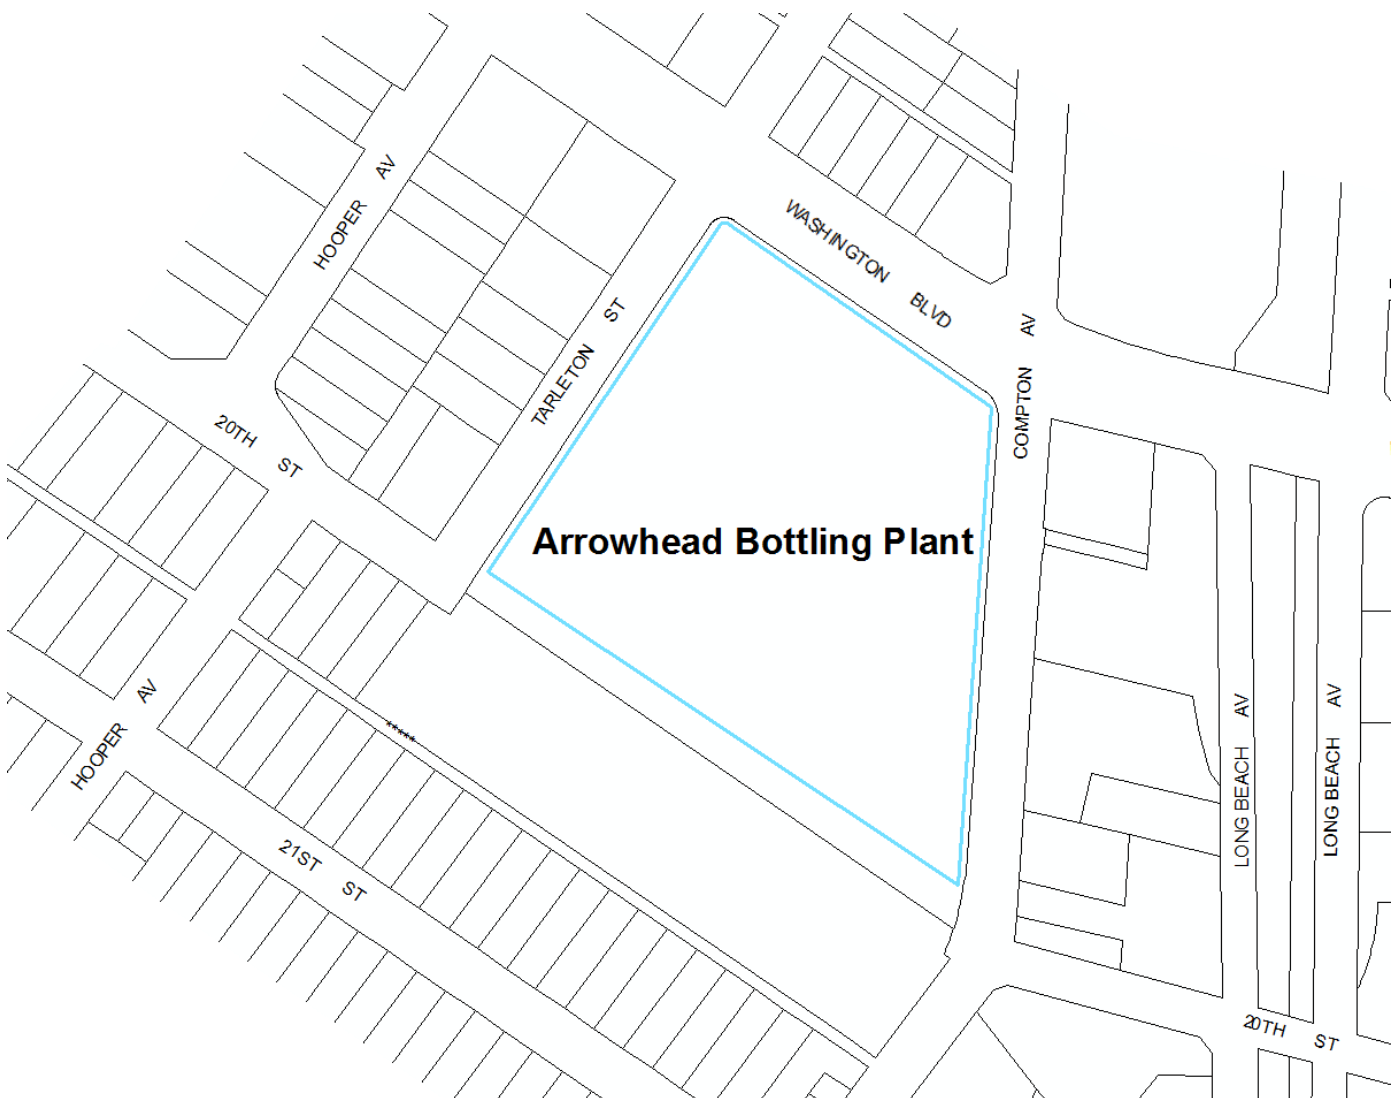 HOOPER AV
WASHINGTON BLVD
TARLETON ST
COMPTON AV
20TH ST
Arrowhead Bottling Plant
HOOPER AV
*****
LONG BEACH AV
LONG BEACH AV
21ST ST
20TH ST